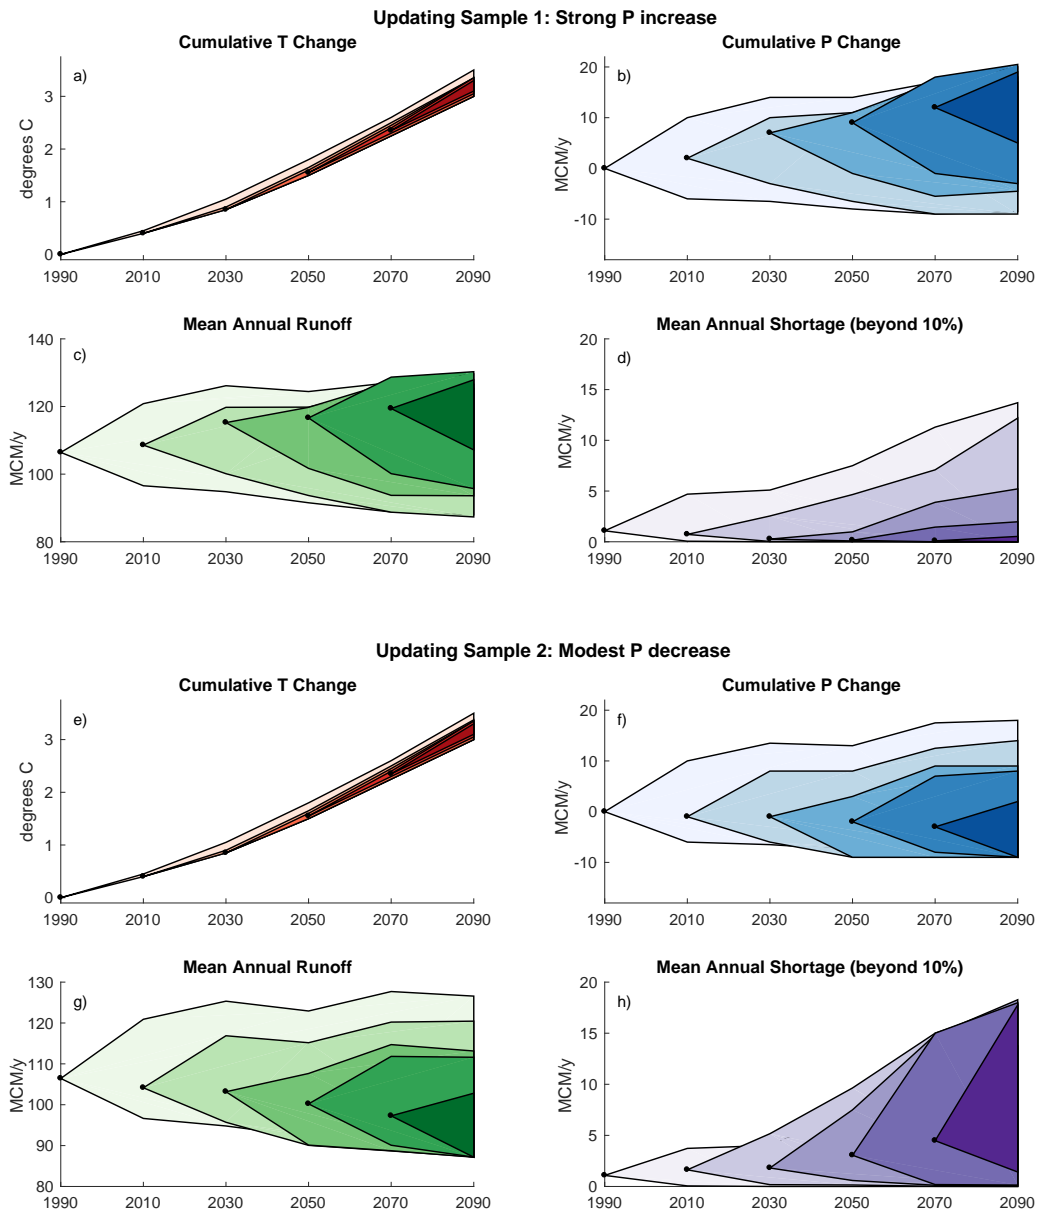 Updating Sample 1: Strong P increase
Cumulative T Change
a)
degrees C
3
2
1
0
1990 2010 2030 2050 2070 2090
Cumulative P Change
b)
MCM/y
20
10
0
-10
1990 2010 2030 2050 2070 2090
Mean Annual Runoff
c)
MCM/y
140
120
100
80
1990 2010 2030 2050 2070 2090
Mean Annual Shortage (beyond 10%)
d)
MCM/y
20
15
10
5
0
1990 2010 2030 2050 2070 2090
Updating Sample 2: Modest P decrease
Cumulative T Change
e)
degrees C
3
2
1
0
1990 2010 2030 2050 2070 2090
Cumulative P Change
f)
MCM/y
20
10
0
-10
1990 2010 2030 2050 2070 2090
Mean Annual Runoff
g)
MCM/y
130
120
110
100
90
80
1990 2010 2030 2050 2070 2090
Mean Annual Shortage (beyond 10%)
h)
MCM/y
20
15
10
5
0
1990 2010 2030 2050 2070 2090